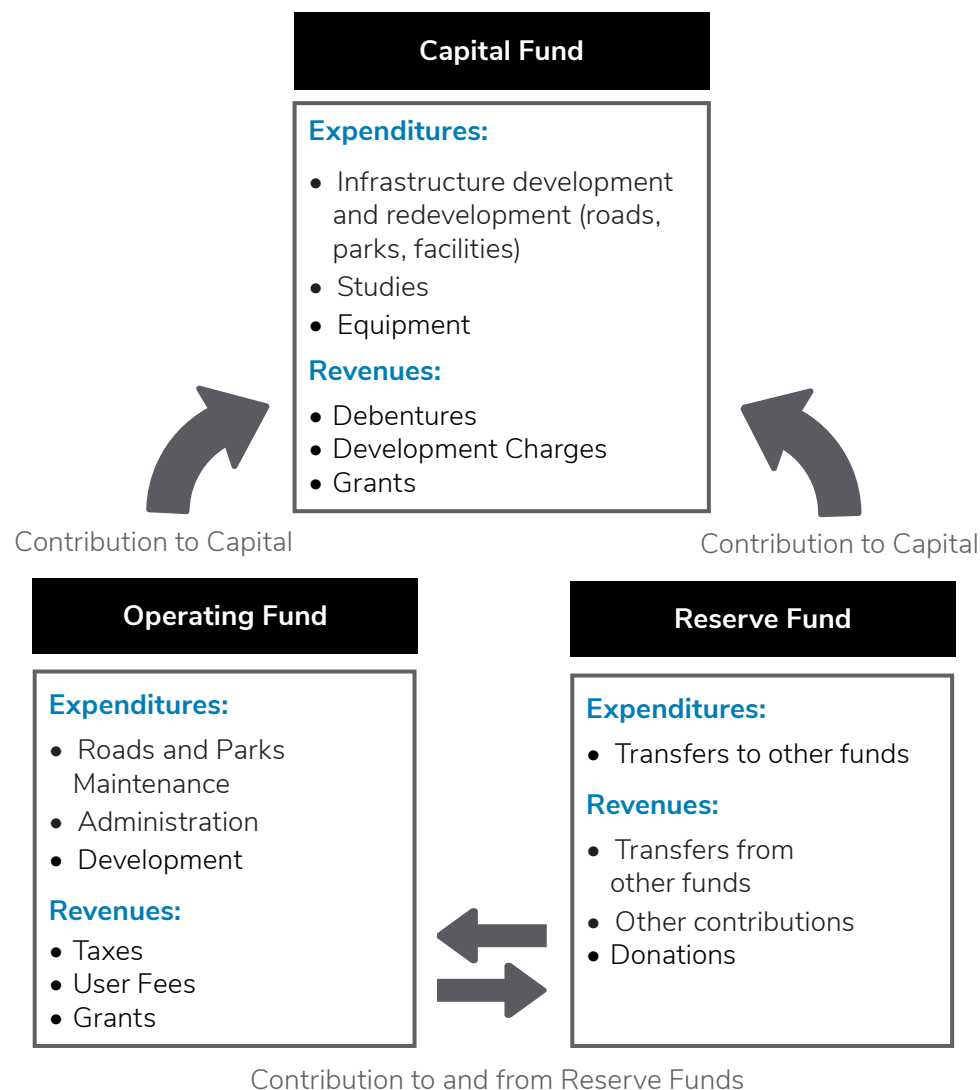 Capital Fund
Expenditures:
• Infrastructure development
and redevelopment (roads,
parks, facilities)
• Studies
• Equipment
Revenues:
• Debentures
• Development Charges
• Grants
Contribution to Capital
Contribution to Capital
Operating Fund
Expenditures:
• Roads and Parks
Maintenance
• Administration
• Development
Revenues:
• Taxes
• User Fees
• Grants
Reserve Fund
Expenditures:
• Transfers to other funds
Revenues:
• Transfers from
other funds
• Other contributions
• Donations
Contribution to and from Reserve Funds